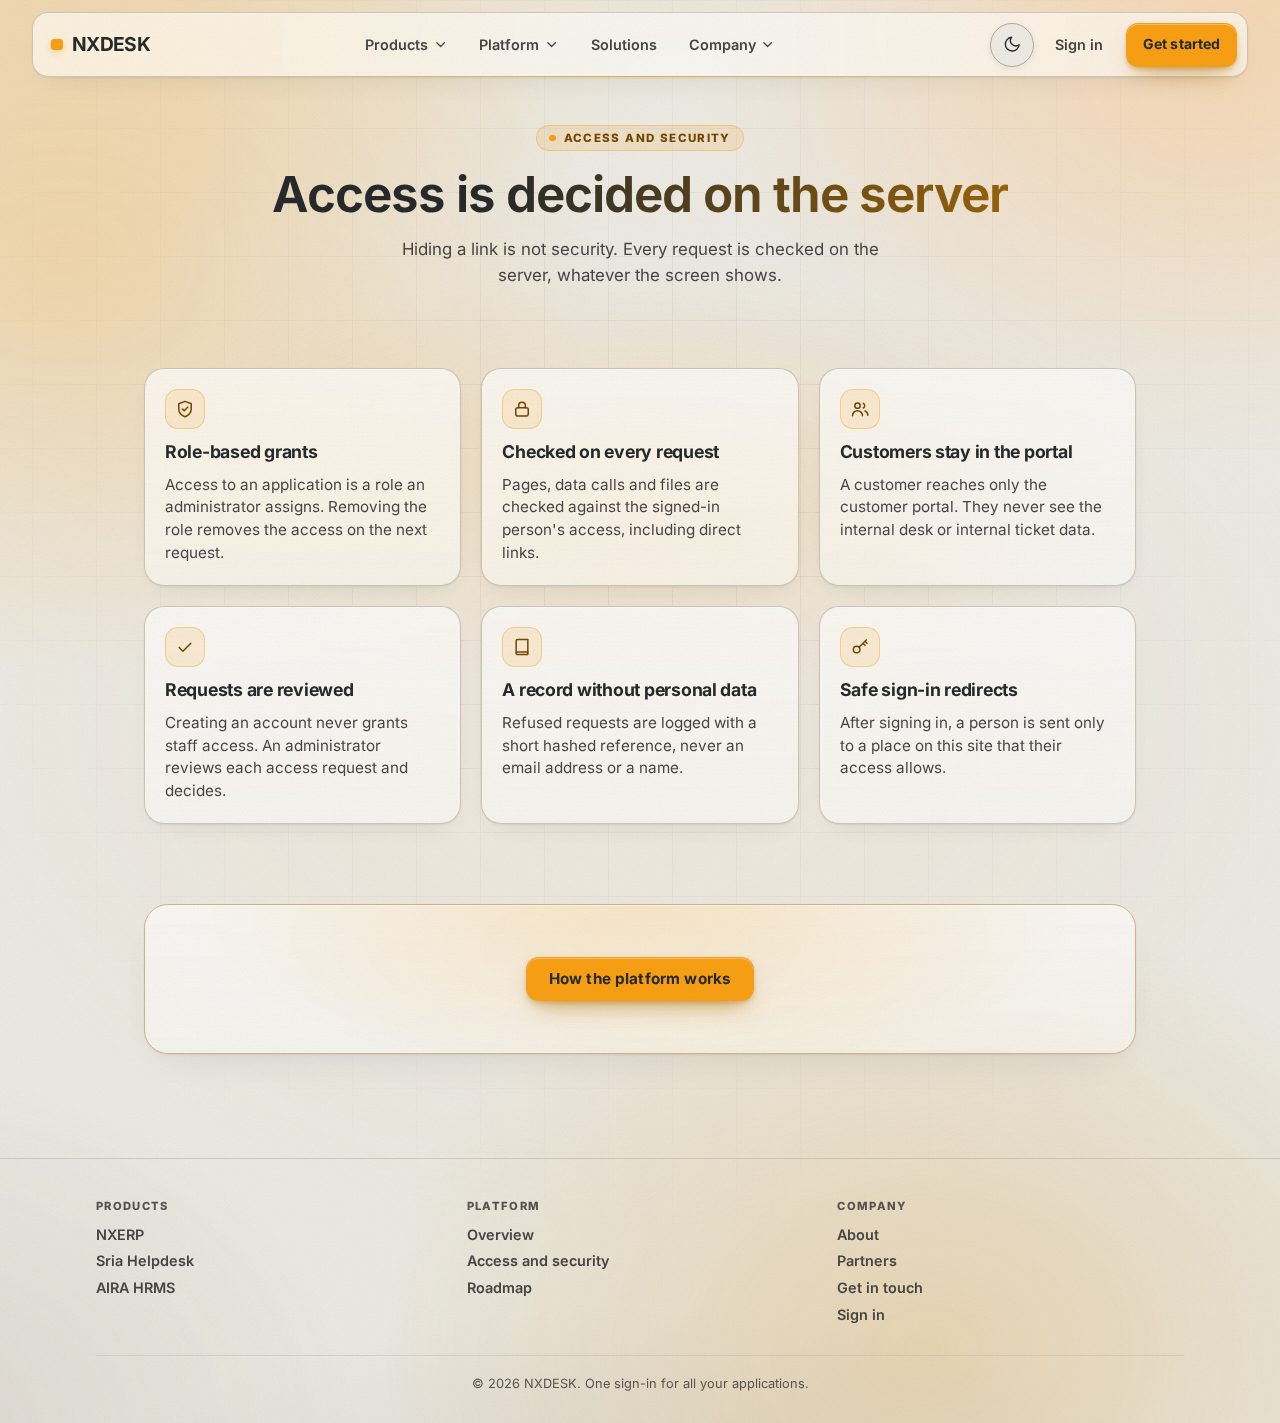 NXDESK
Products
Platform
Solutions
Company
Sign in
Get started
ACCESS AND SECURITY
Access is decided on the server
Hiding a link is not security. Every request is checked on the
server, whatever the screen shows.
Role-based grants
Access to an application is a role an
administrator assigns. Removing the
role removes the access on the next
request.
Checked on every request
Pages, data calls and files are
checked against the signed-in
person's access, including direct
links.
Customers stay in the portal
A customer reaches only the
customer portal. They never see the
internal desk or internal ticket data.
Requests are reviewed
Creating an account never grants
staff access. An administrator
reviews each access request and
decides.
A record without personal data
Refused requests are logged with a
short hashed reference, never an
email address or a name.
Safe sign-in redirects
After signing in, a person is sent only
to a place on this site that their
access allows.
How the platform works
PRODUCTS
NXERP
Sria Helpdesk
AIRA HRMS
PLATFORM
Overview
Access and security
Roadmap
COMPANY
About
Partners
Get in touch
Sign in
© 2026 NXDESK. One sign-in for all your applications.